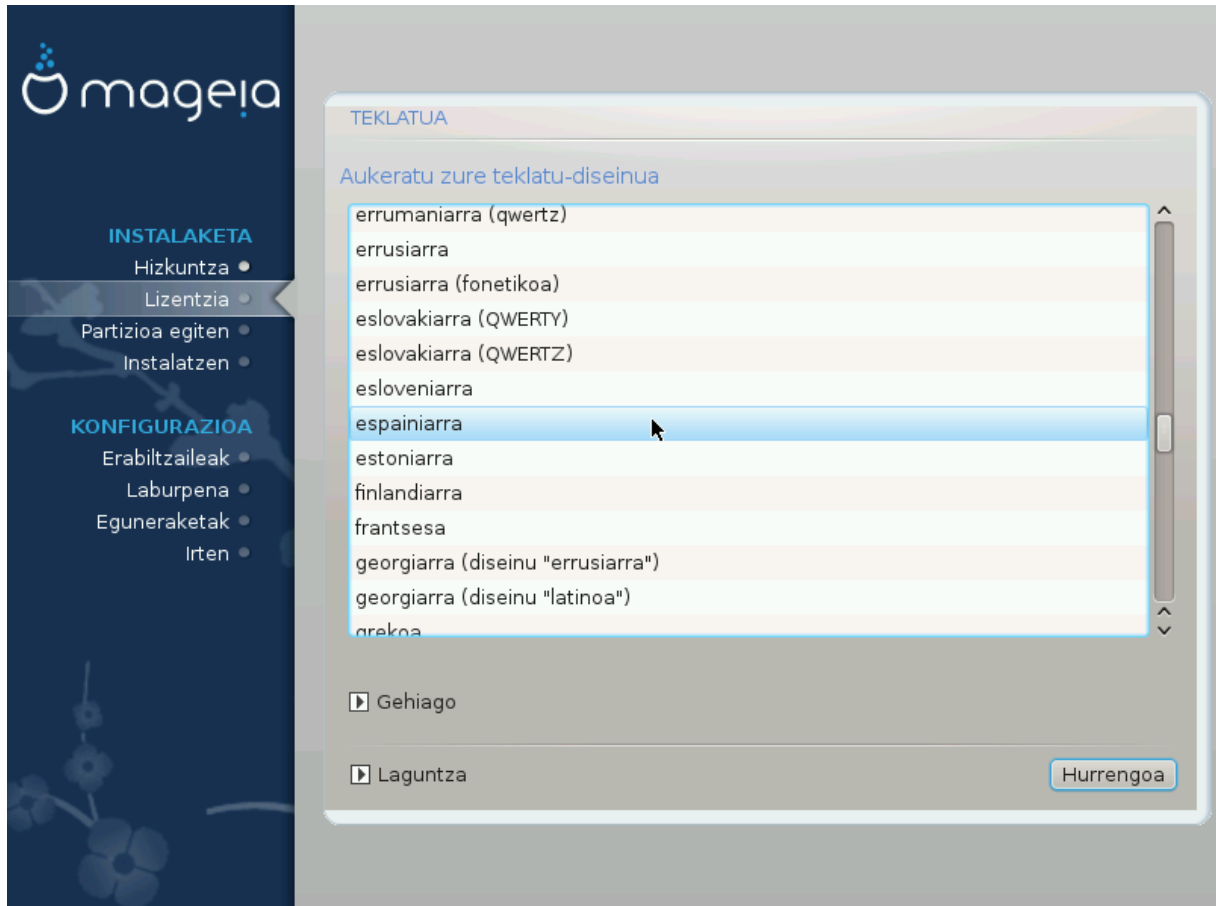 mageia
INSTALAKETA
Hizkuntza
Lizentzia
Partizioa egiten
Instalatzen
KONFIGURAZIOA
Erabiltzaileak
Laburpena
Eguneraketak
Irten
TEKLATUA
Aukeratu zure teklatu-diseinua
errumaniarra (qwertz)
errusiarra
errusiarra (fonetikoa)
eslovakiarra (QWERTY)
eslovakiarra (QWERTZ)
esloveniarra
espainiarra
estoniarra
finlandiarra
frantsesa
georgiarra (diseinu "errusiarra")
georgiarra (diseinu "latinoa")
grekoa
Gehiago
Laguntza
Hurrengoa